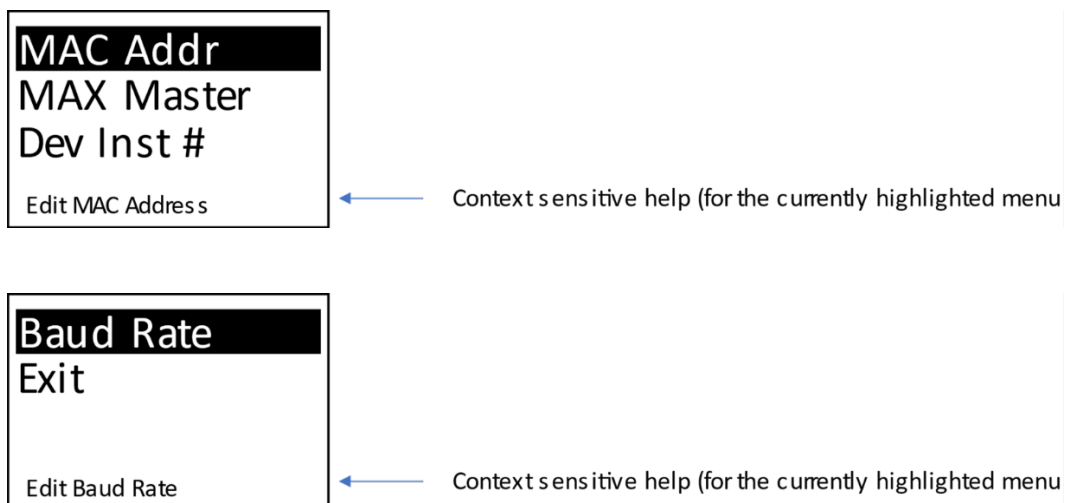 MAC Addr
MAX Master
Dev Inst #
Edit MAC Address
Context sensitive help (for the currently highlighted menu
Baud Rate
Exit
Edit Baud Rate
Context sensitive help (for the currently highlighted menu